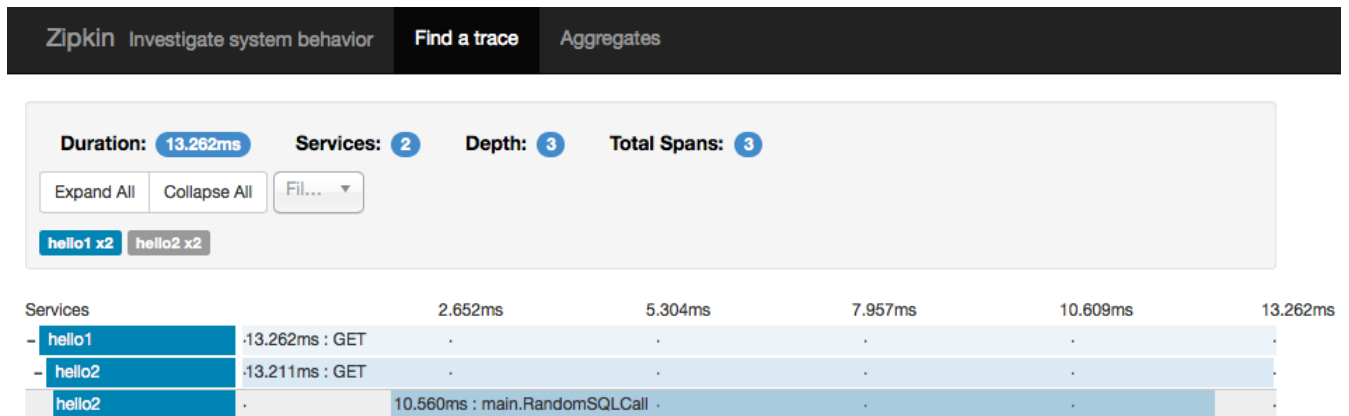 Zipkin Investigate system behavior Find a trace Aggregates
Duration: 13.262ms Services: 2 Depth: 3 Total Spans: 3
Expand All Collapse All Fil...
hello1 x2 hello2 x2
Services 2.652ms 5.304ms 7.957ms 10.609ms 13.262ms
- hello1 ·13.262ms : GET · · · · ·
- hello2 ·13.211ms : GET · · · · ·
hello2 · 10.560ms : main.RandomSQLCall · · · ·